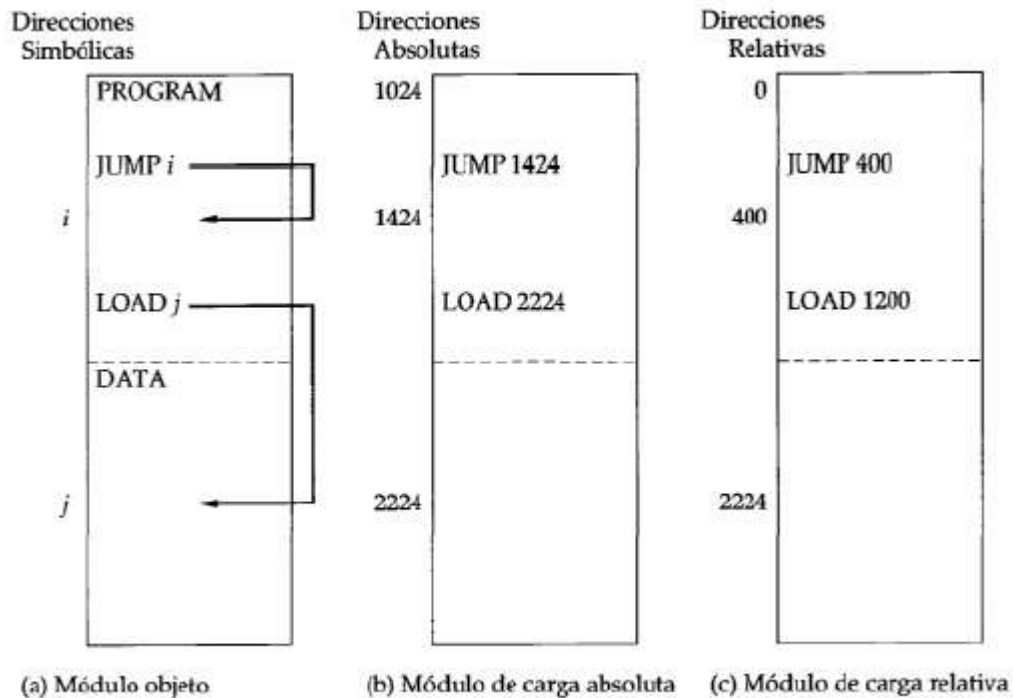 Direcciones
Simbólicas
PROGRAM
JUMP i
i
LOAD j
DATA
j
(a) Módulo objeto
Direcciones
Absolutas
1024
JUMP 1424
1424
LOAD 2224
2224
(b) Módulo de carga absoluta
Direcciones
Relativas
0
JUMP 400
400
LOAD 1200
2224
(c) Módulo de carga relativa